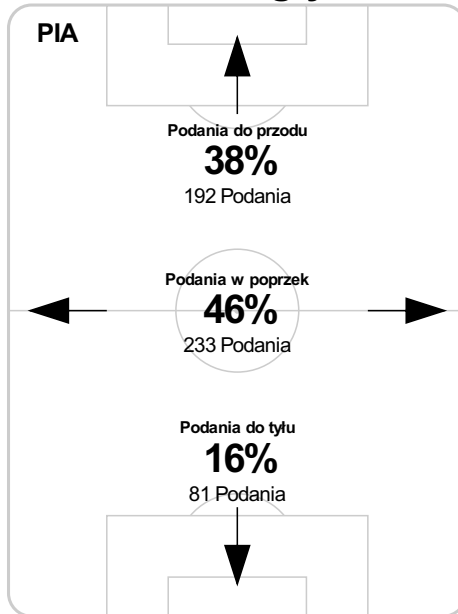 PIA
Podania do przodu
38%
192 Podania
Podania w poprzek
46%
233 Podania
Podania do tyłu
16%
81 Podania